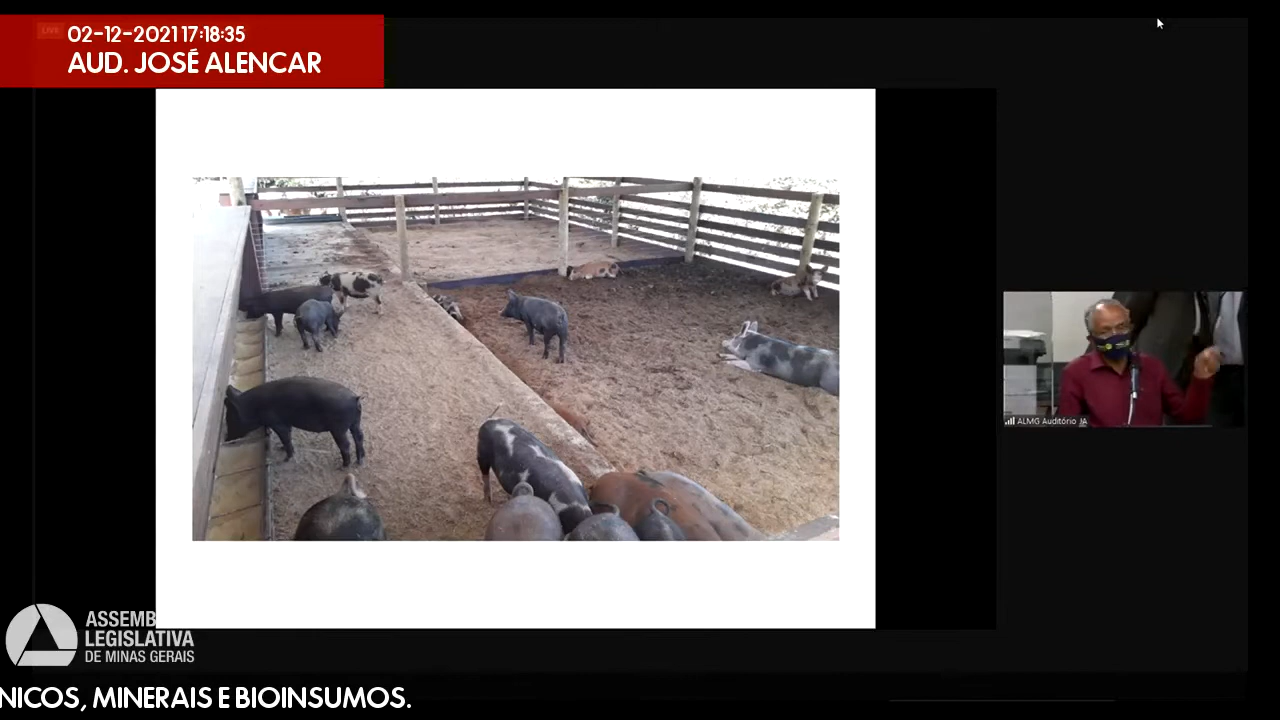 LIVE
02-12-2021 17:18:35
AUD. JOSÉ ALENCAR
ALMG Auditório JA
ASSEMB
LEGISLATIVA
DE MINAS GERAIS
NICOS, MINERAIS E BIOINSUMOS.